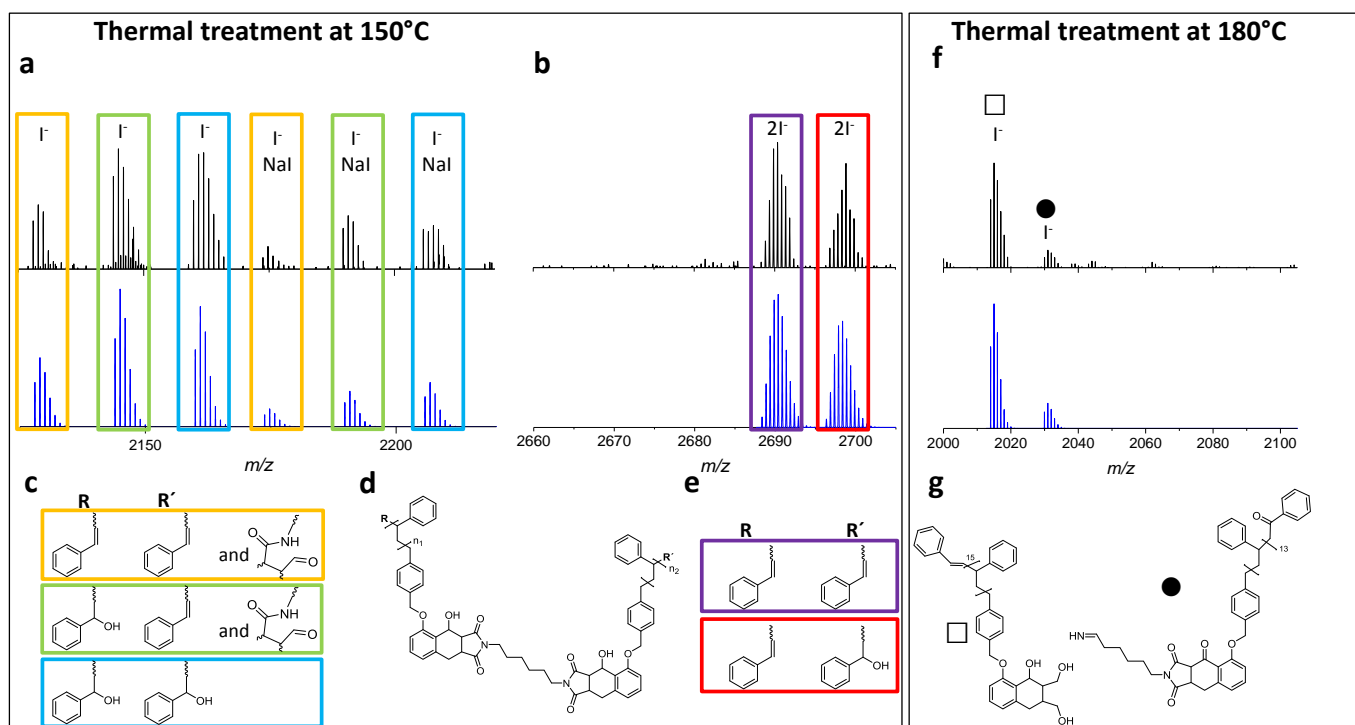 Thermal treatment at 150°C
a
I-
I-
I-
I-
NaI
I-
NaI
I-
NaI
2150
2200
m/z
b
2I-
2I-
2660
2670
2680
2690
2700
m/z
c
R
R´
O
NH
and
O
OH
O
NH
and
O
OH
OH
d
R
n1
O
OH
O
N
O
O
N
O
OH
O
R´
n2
e
R
R´
OH
Thermal treatment at 180°C
f
I-
I-
2000
2020
2040
2060
2080
2100
m/z
g
15
O
OH
OH
OH
O
13
HN
N
O
O
O
O